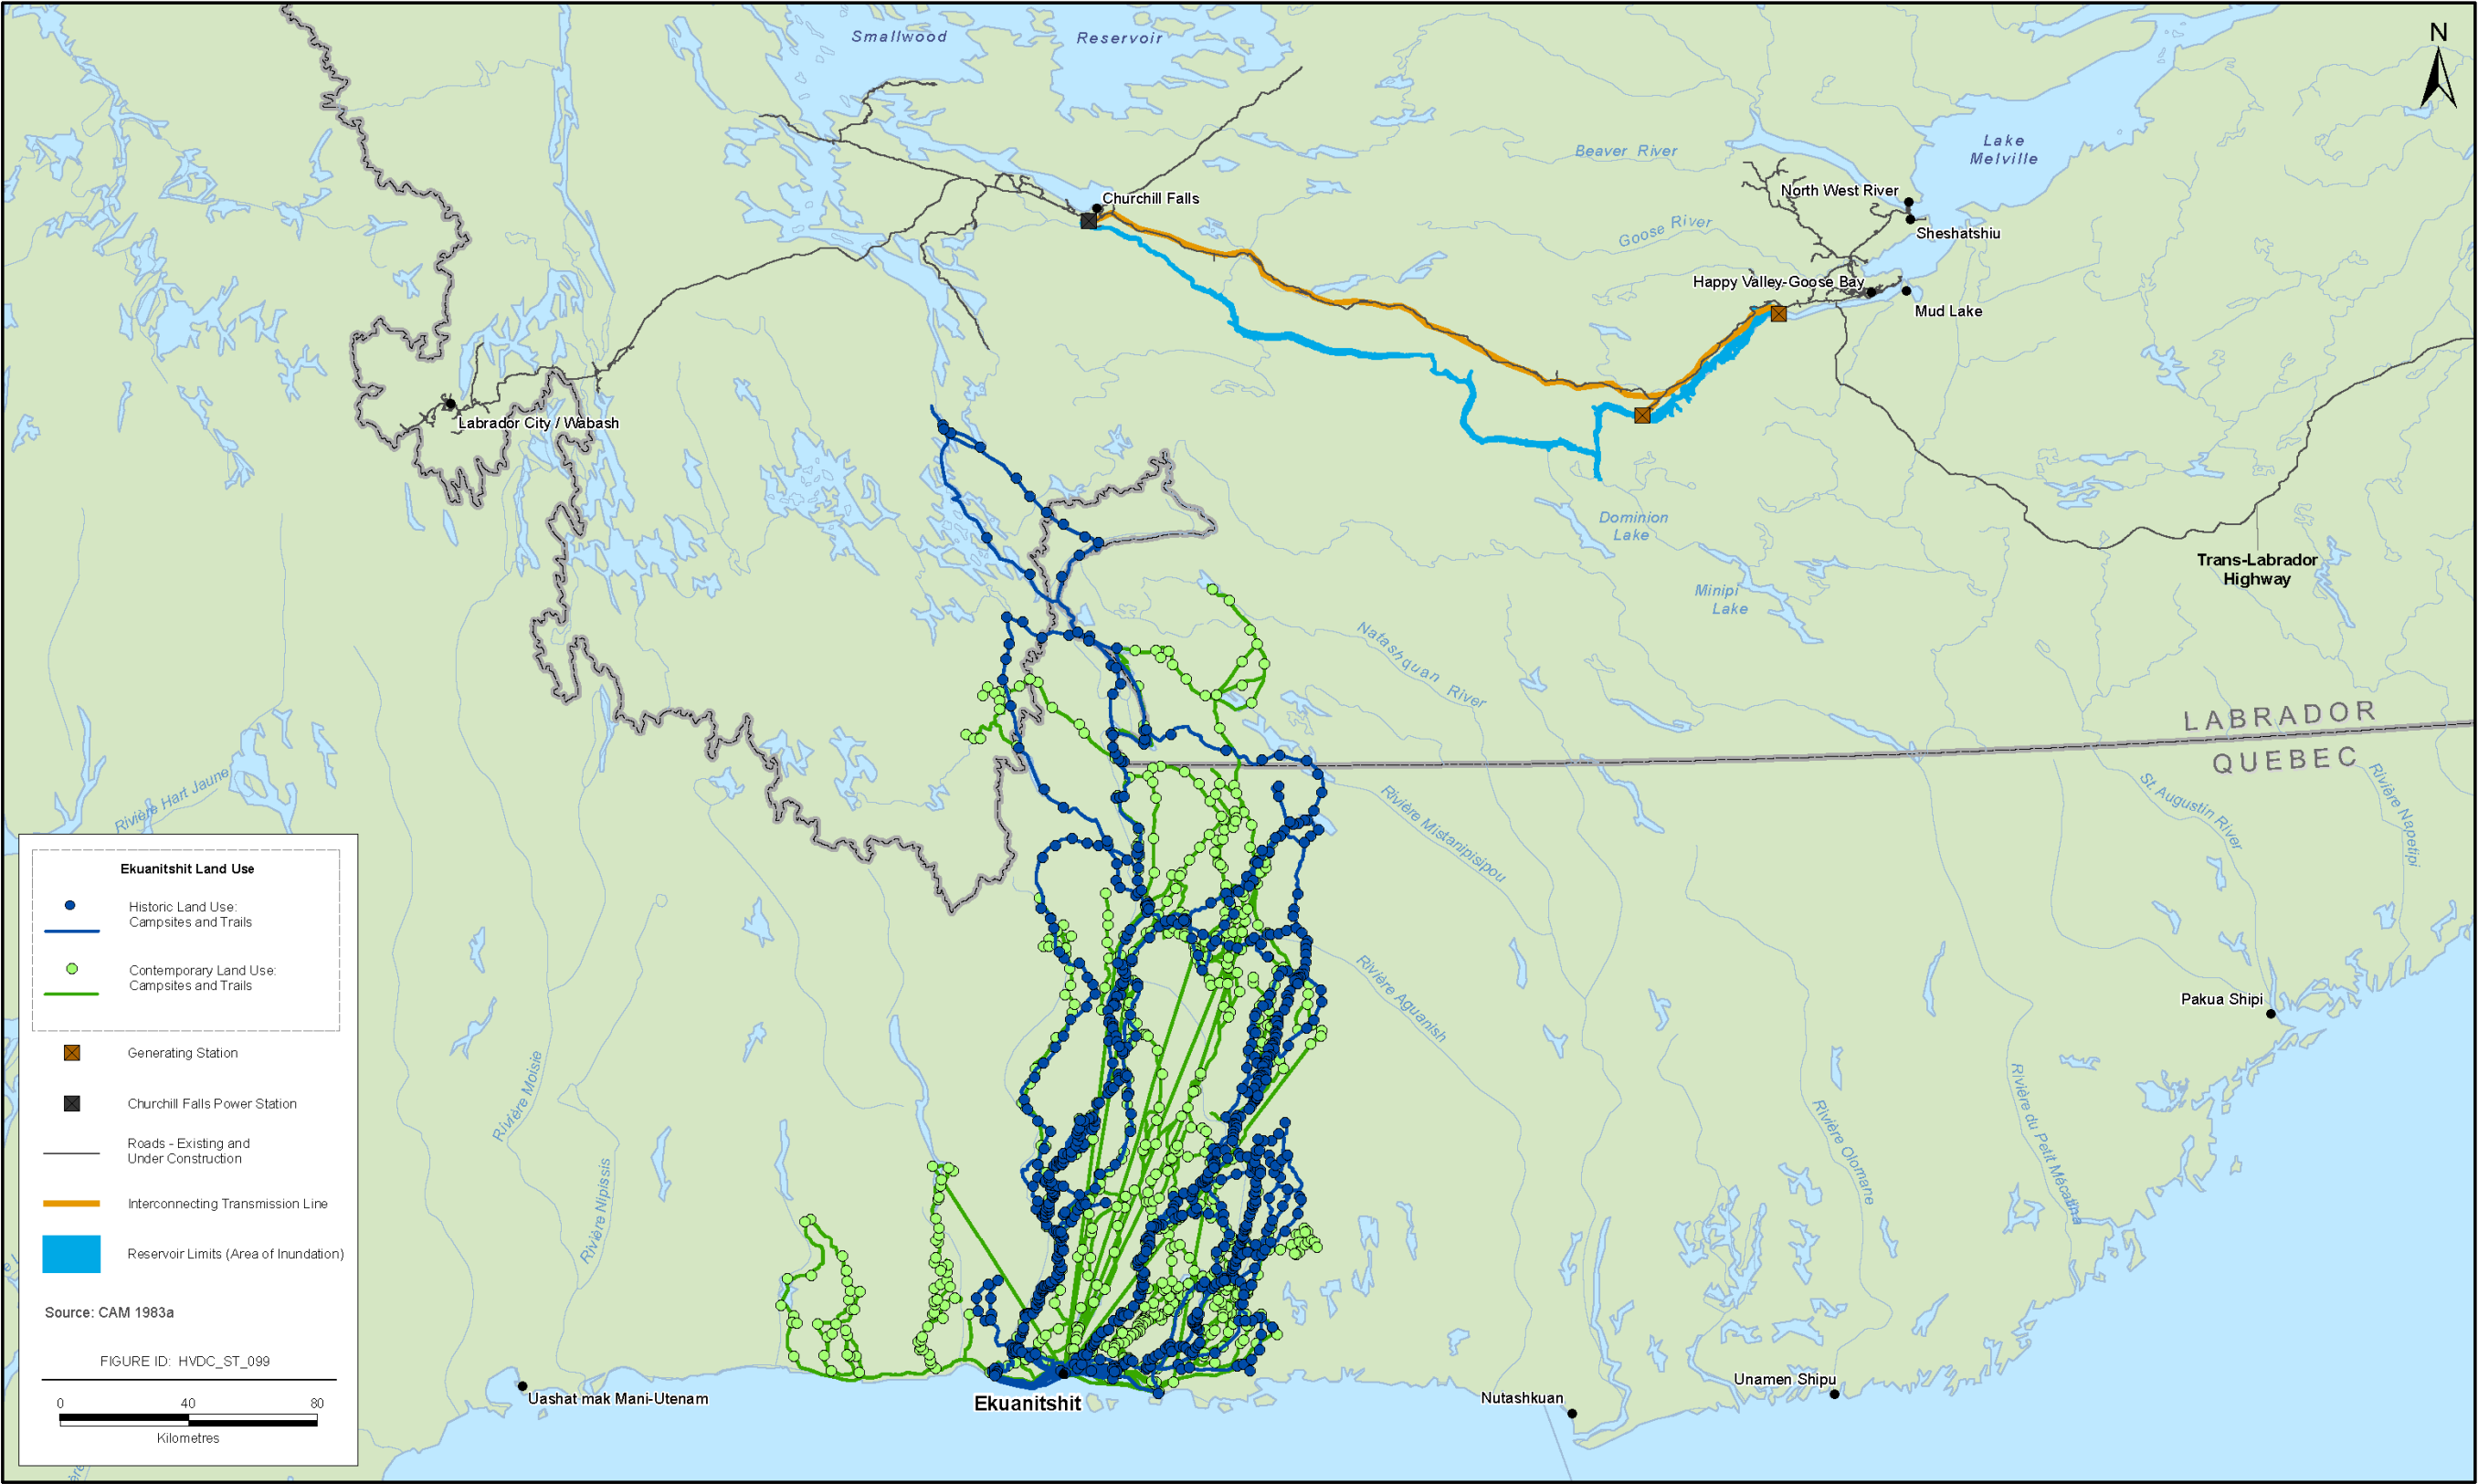 Smallwood
Reservoir
N
Lake
Melville
Beaver River
North West River
Churchill Falls
Goose River
Sheshatshiu
Happy Valley-Goose Bay
Mud Lake
Labrador City / Wabash
Dominion
Lake
Trans-Labrador
Highway
Minipi
Lake
Natashquan River
LABRADOR
QUEBEC
Rivière Hart Jaune
Rivière Mistanipisipou
St. Augustin River
Rivière Napetipi
Rivière Aguanish
Pakua Shipi
Rivière Moisie
Rivière Nipissis
Rivière Olomane
Rivière du Petit Mécatina
Ekuanitshit Land Use
Historic Land Use:
Campsites and Trails
Contemporary Land Use:
Campsites and Trails
Generating Station
Churchill Falls Power Station
Roads - Existing and
Under Construction
Interconnecting Transmission Line
Reservoir Limits (Area of Inundation)
Source: CAM 1983a
FIGURE ID: HVDC_ST_099
0 40 80
Kilometres
Uashat mak Mani-Utenam
Ekuanitshit
Nutashkuan
Unamen Shipu